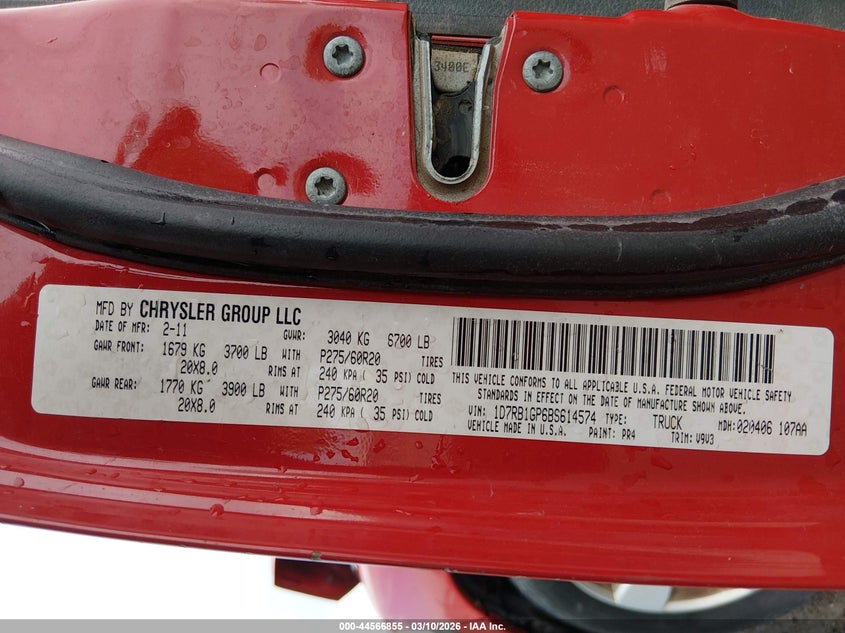 3400E
MFD BY CHRYSLER GROUP LLC
DATE OF MFR: 2-11 GVWR: 3040 KG 6700 LB
GAWR FRONT: 1679 KG 3700 LB WITH P275/60R20 TIRES
20X8.0 RIMS AT 240 KPA ( 35 PSI) COLD
GAWR REAR: 1770 KG 3900 LB WITH P275/60R20 TIRES
20X8.0 RIMS AT 240 KPA ( 35 PSI) COLD
THIS VEHICLE CONFORMS TO ALL APPLICABLE U.S.A. FEDERAL MOTOR VEHICLE SAFETY
STANDARDS IN EFFECT ON THE DATE OF MANUFACTURE SHOWN ABOVE.
VIN: 1D7RB1GP6BS614574 TYPE: TRUCK MDH:020406 107AA
VEHICLE MADE IN U.S.A. PAINT: PR4 TRIM: V9V3
000-44566855 — 03/10/2026 — IAA Inc.